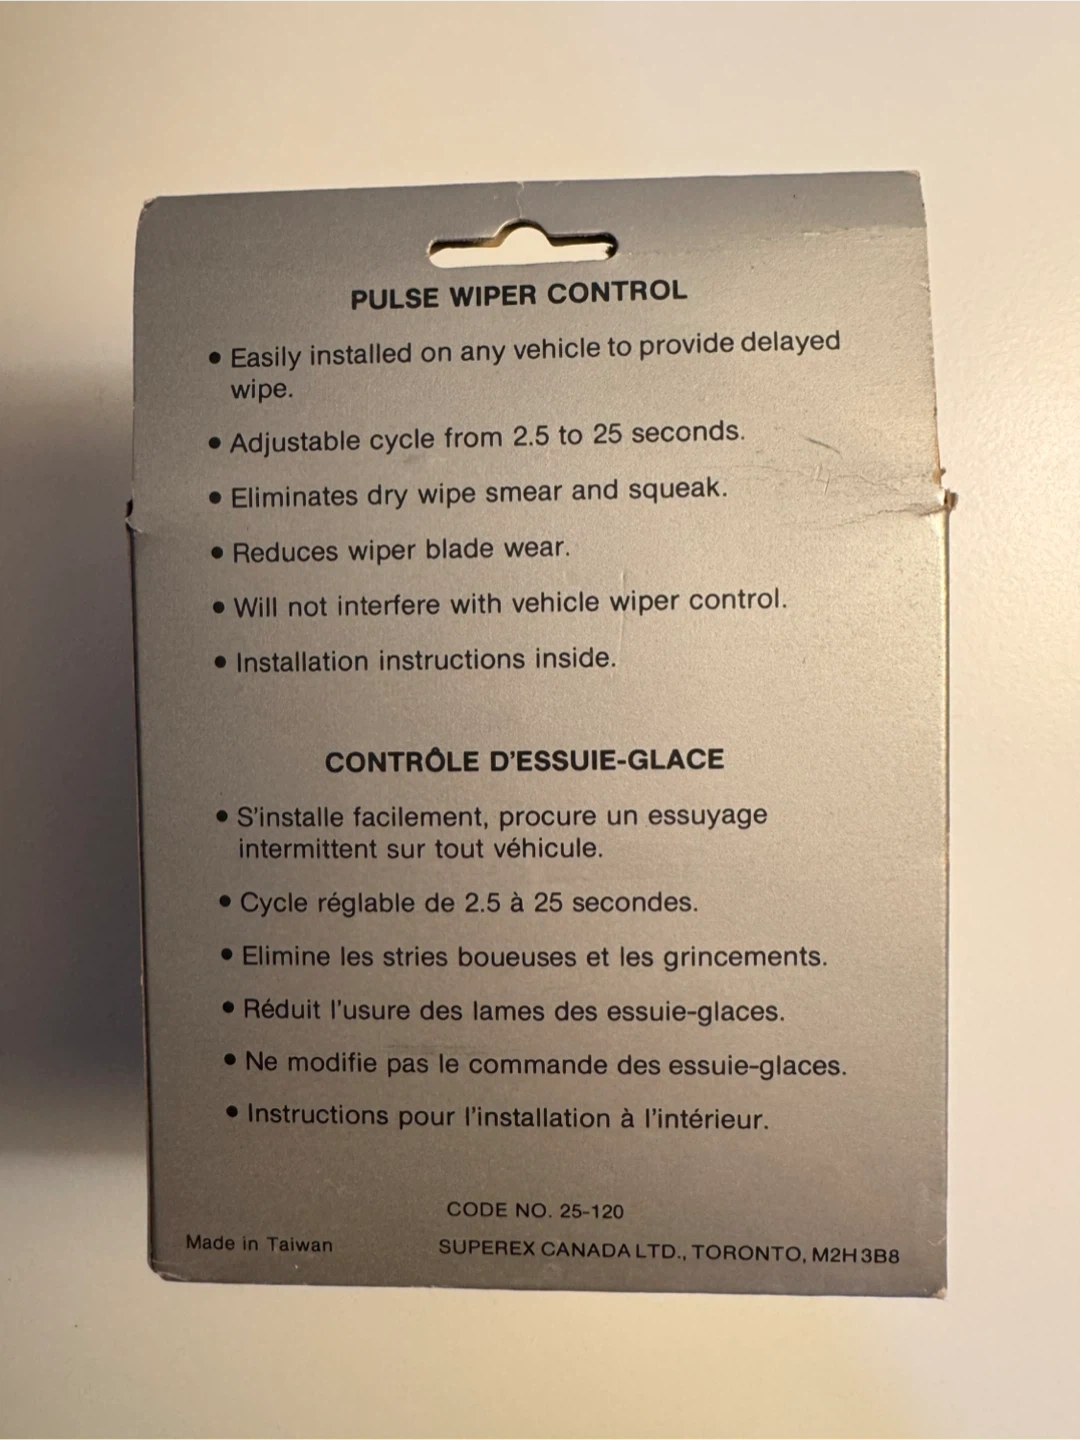 PULSE WIPER CONTROL
• Easily installed on any vehicle to provide delayed
wipe.
• Adjustable cycle from 2.5 to 25 seconds.
• Eliminates dry wipe smear and squeak.
• Reduces wiper blade wear.
• Will not interfere with vehicle wiper control.
• Installation instructions inside.
CONTRÔLE D'ESSUIE-GLACE
• S'installe facilement, procure un essuyage
intermittent sur tout véhicule.
• Cycle réglable de 2.5 à 25 secondes.
• Elimine les stries boueuses et les grincements.
• Réduit l'usure des lames des essuie-glaces.
• Ne modifie pas le commande des essuie-glaces.
• Instructions pour l'installation à l'intérieur.
CODE NO. 25-120
Made in Taiwan
SUPEREX CANADA LTD., TORONTO, M2H 3B8